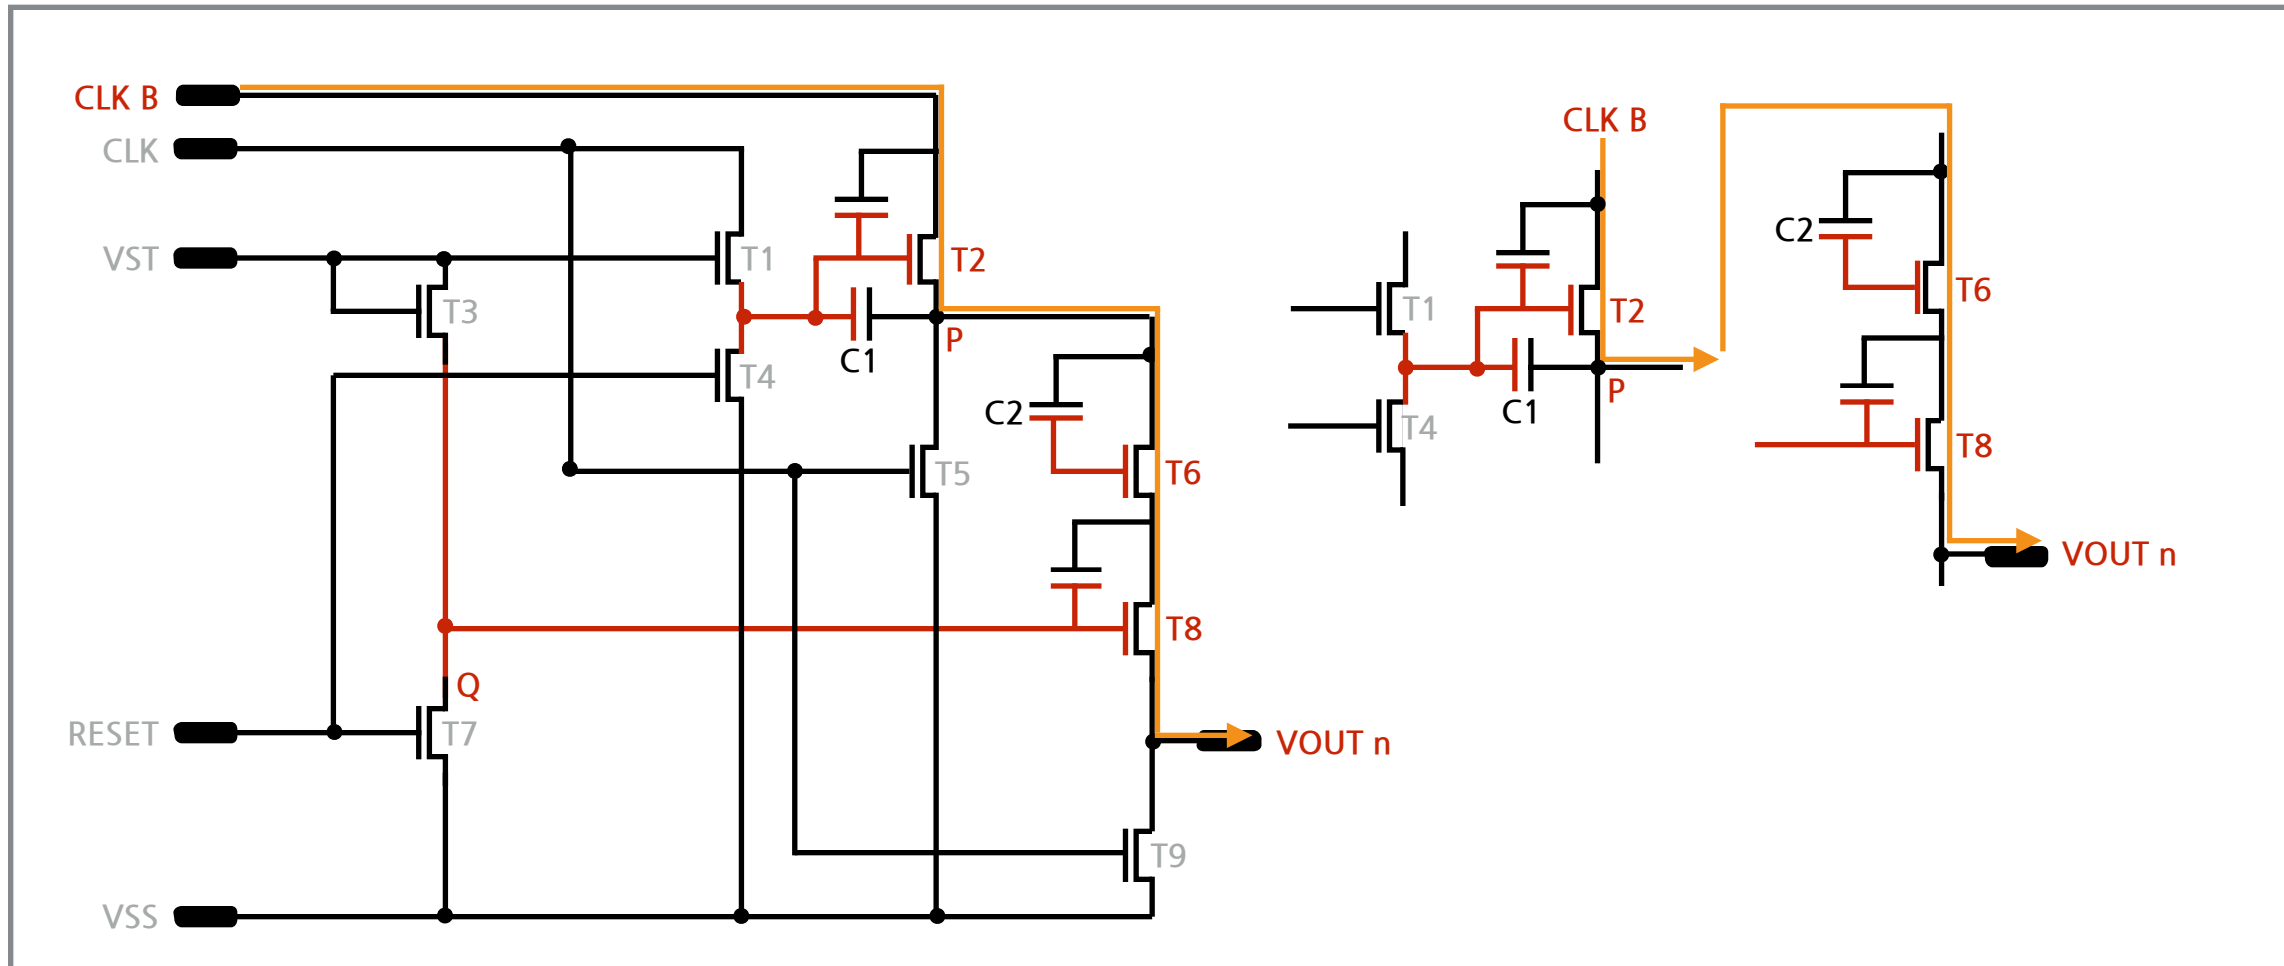 CLK B
CLK
VST
T1
T2
T3
C1
P
T4
C2
T5
T6
T8
Q
RESET
T7
VOUT n
T9
VSS
CLK B
T1
T2
C1
P
T4
C2
T6
T8
VOUT n